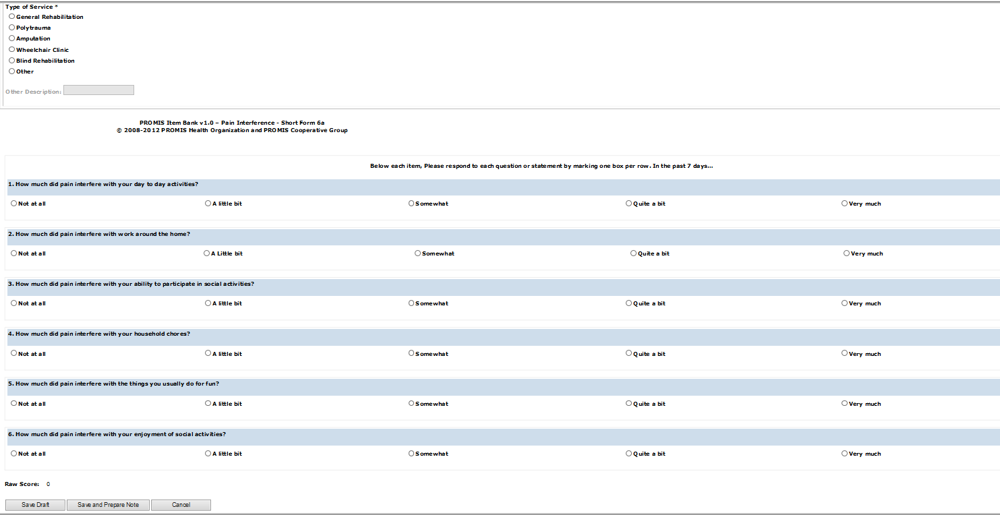 Type of Service *
General Rehabilitation
Polytrauma
Amputation
Wheelchair Clinic
Blind Rehabilitation
Other
Other Description:
PROMIS Item Bank v1.0 – Pain Interference - Short Form 6a
© 2008-2012 PROMIS Health Organization and PROMIS Cooperative Group
Below each item, Please respond to each question or statement by marking one box per row. In the past 7 days...
1. How much did pain interfere with your day to day activities?
Not at all A little bit Somewhat Quite a bit Very much
2. How much did pain interfere with work around the home?
Not at all A Little bit Somewhat Quite a bit Very much
3. How much did pain interfere with your ability to participate in social activities?
Not at all A little bit Somewhat Quite a bit Very much
4. How much did pain interfere with your household chores?
Not at all A little bit Somewhat Quite a bit Very much
5. How much did pain interfere with the things you usually do for fun?
Not at all A little bit Somewhat Quite a bit Very much
6. How much did pain interfere with your enjoyment of social activities?
Not at all A little bit Somewhat Quite a bit Very much
Raw Score: 0
Save Draft Save and Prepare Note Cancel